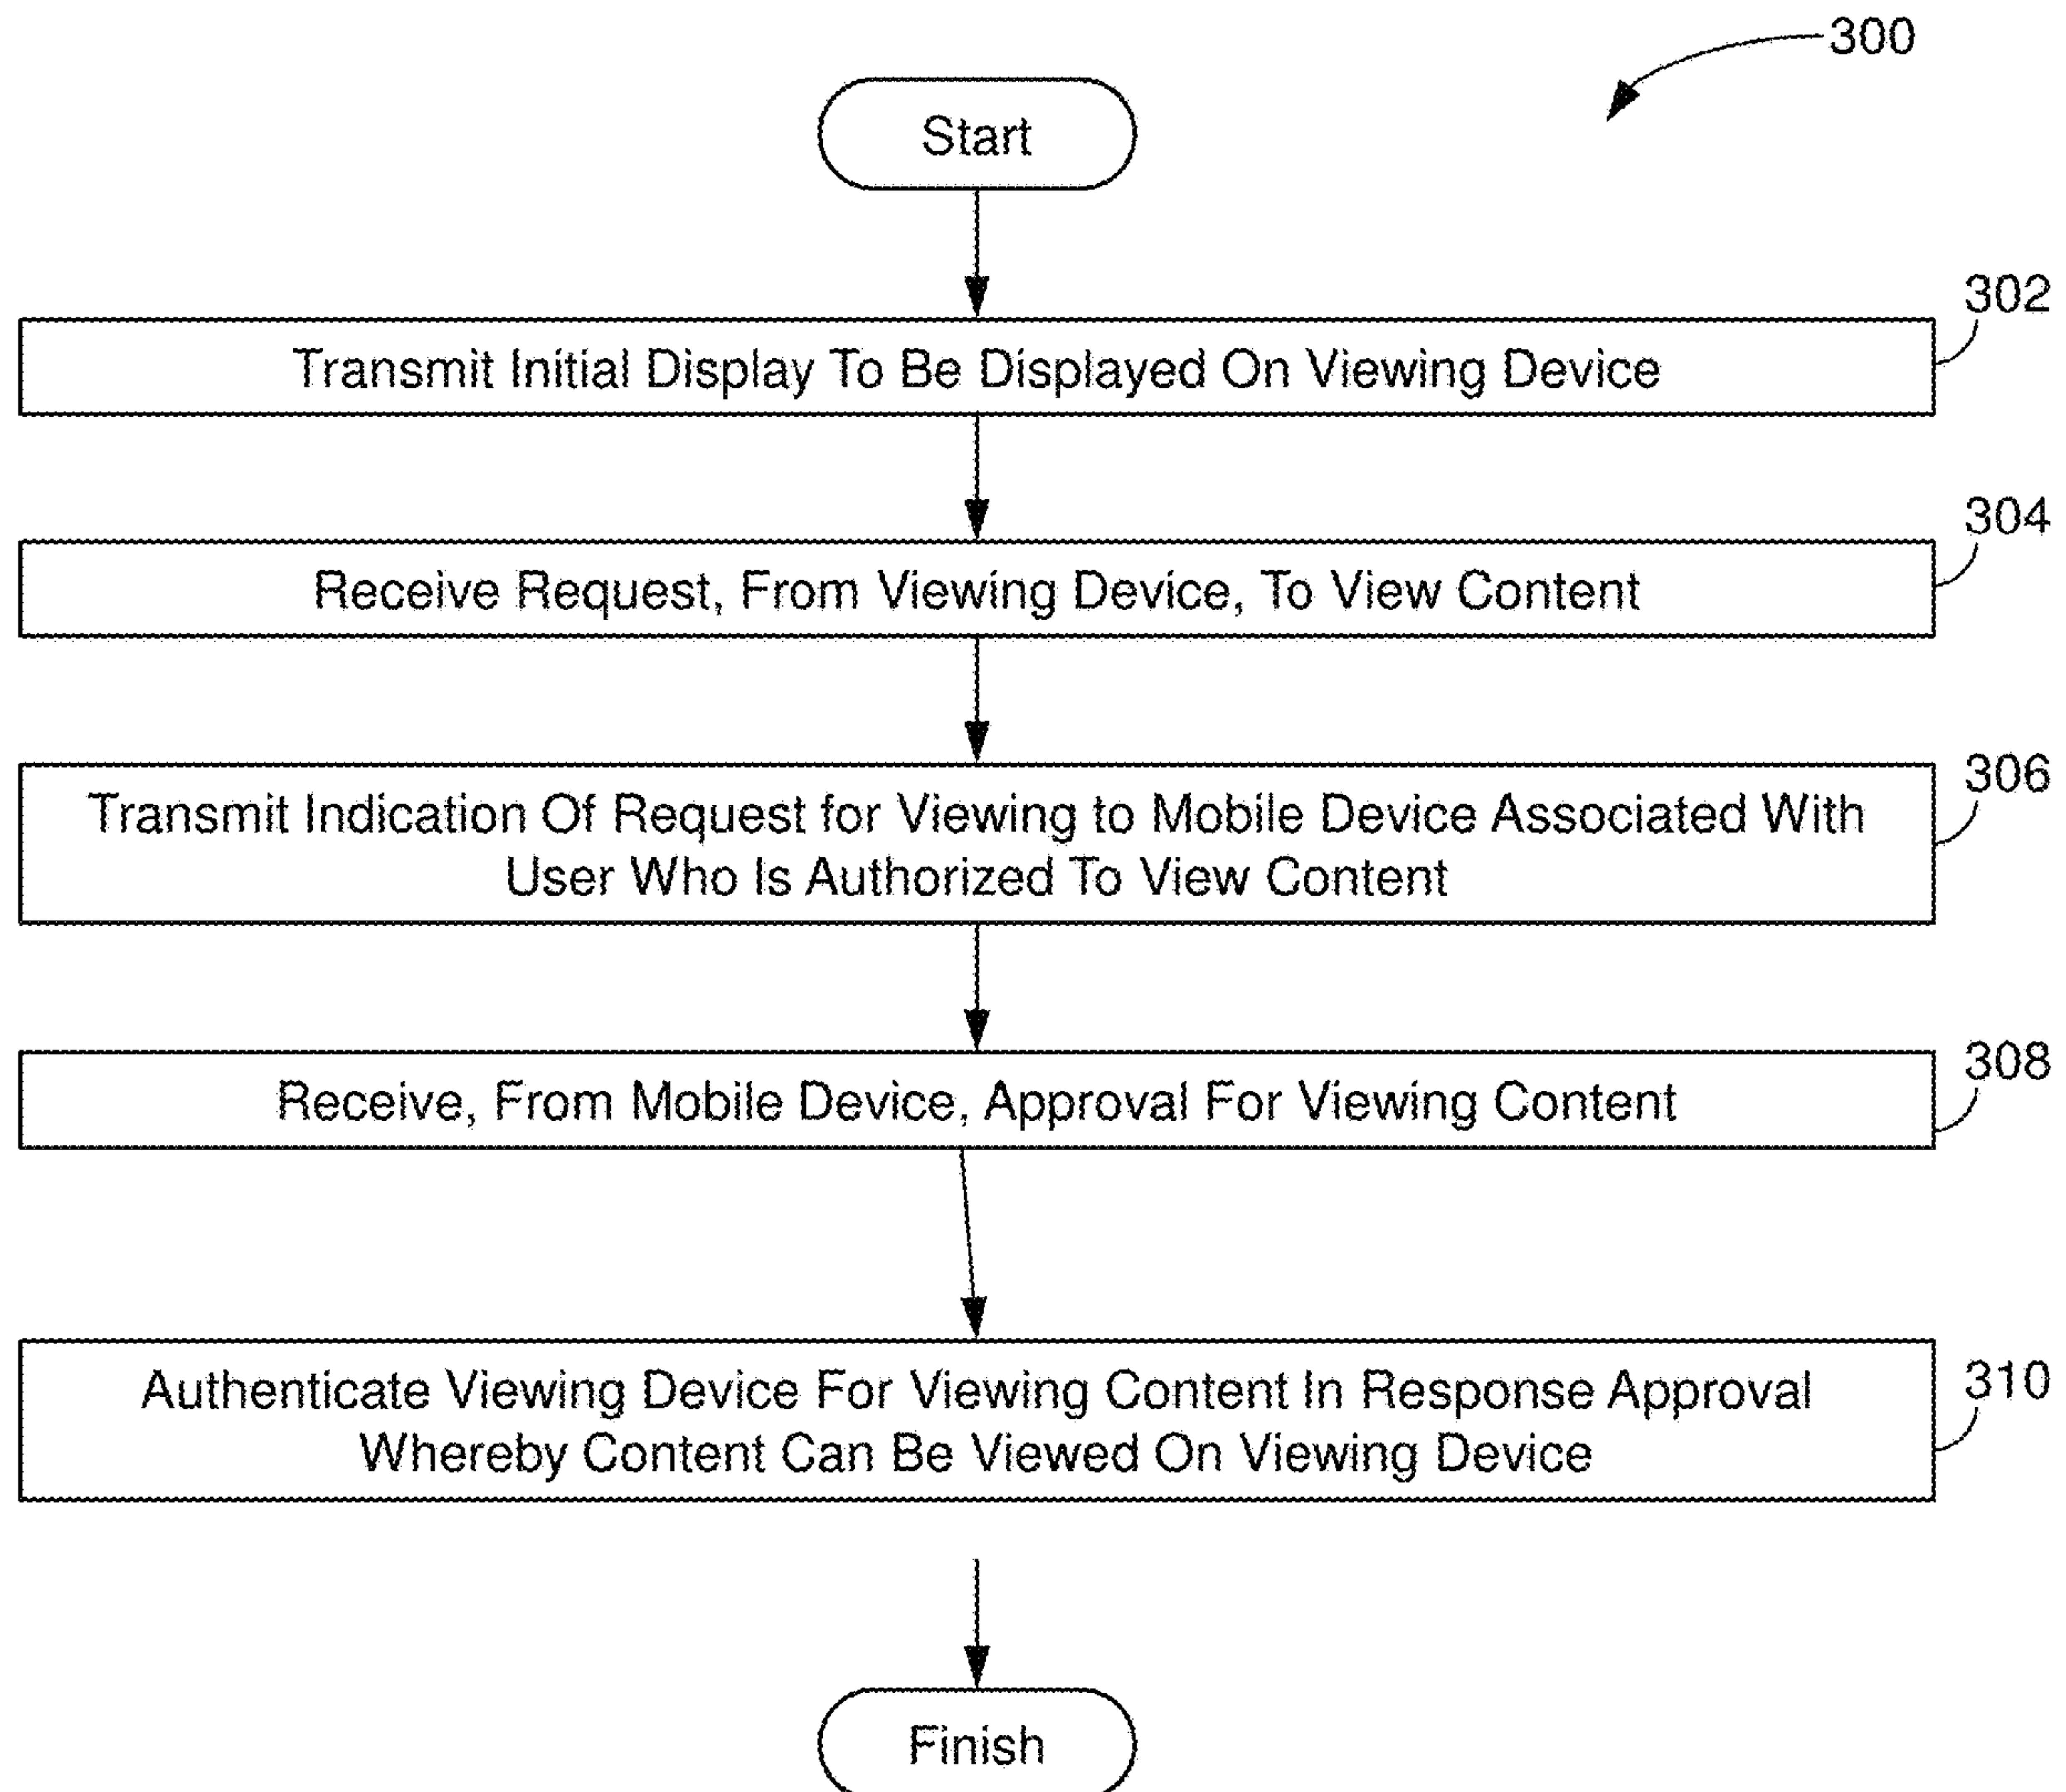 300
Start
302
Transmit Initial Display To Be Displayed On Viewing Device
304
Receive Request, From Viewing Device, To View Content
306
Transmit Indication Of Request for Viewing to Mobile Device Associated With
User Who Is Authorized To View Content
308
Receive, From Mobile Device, Approval For Viewing Content
310
Authenticate Viewing Device For Viewing Content In Response Approval
Whereby Content Can Be Viewed On Viewing Device
Finish